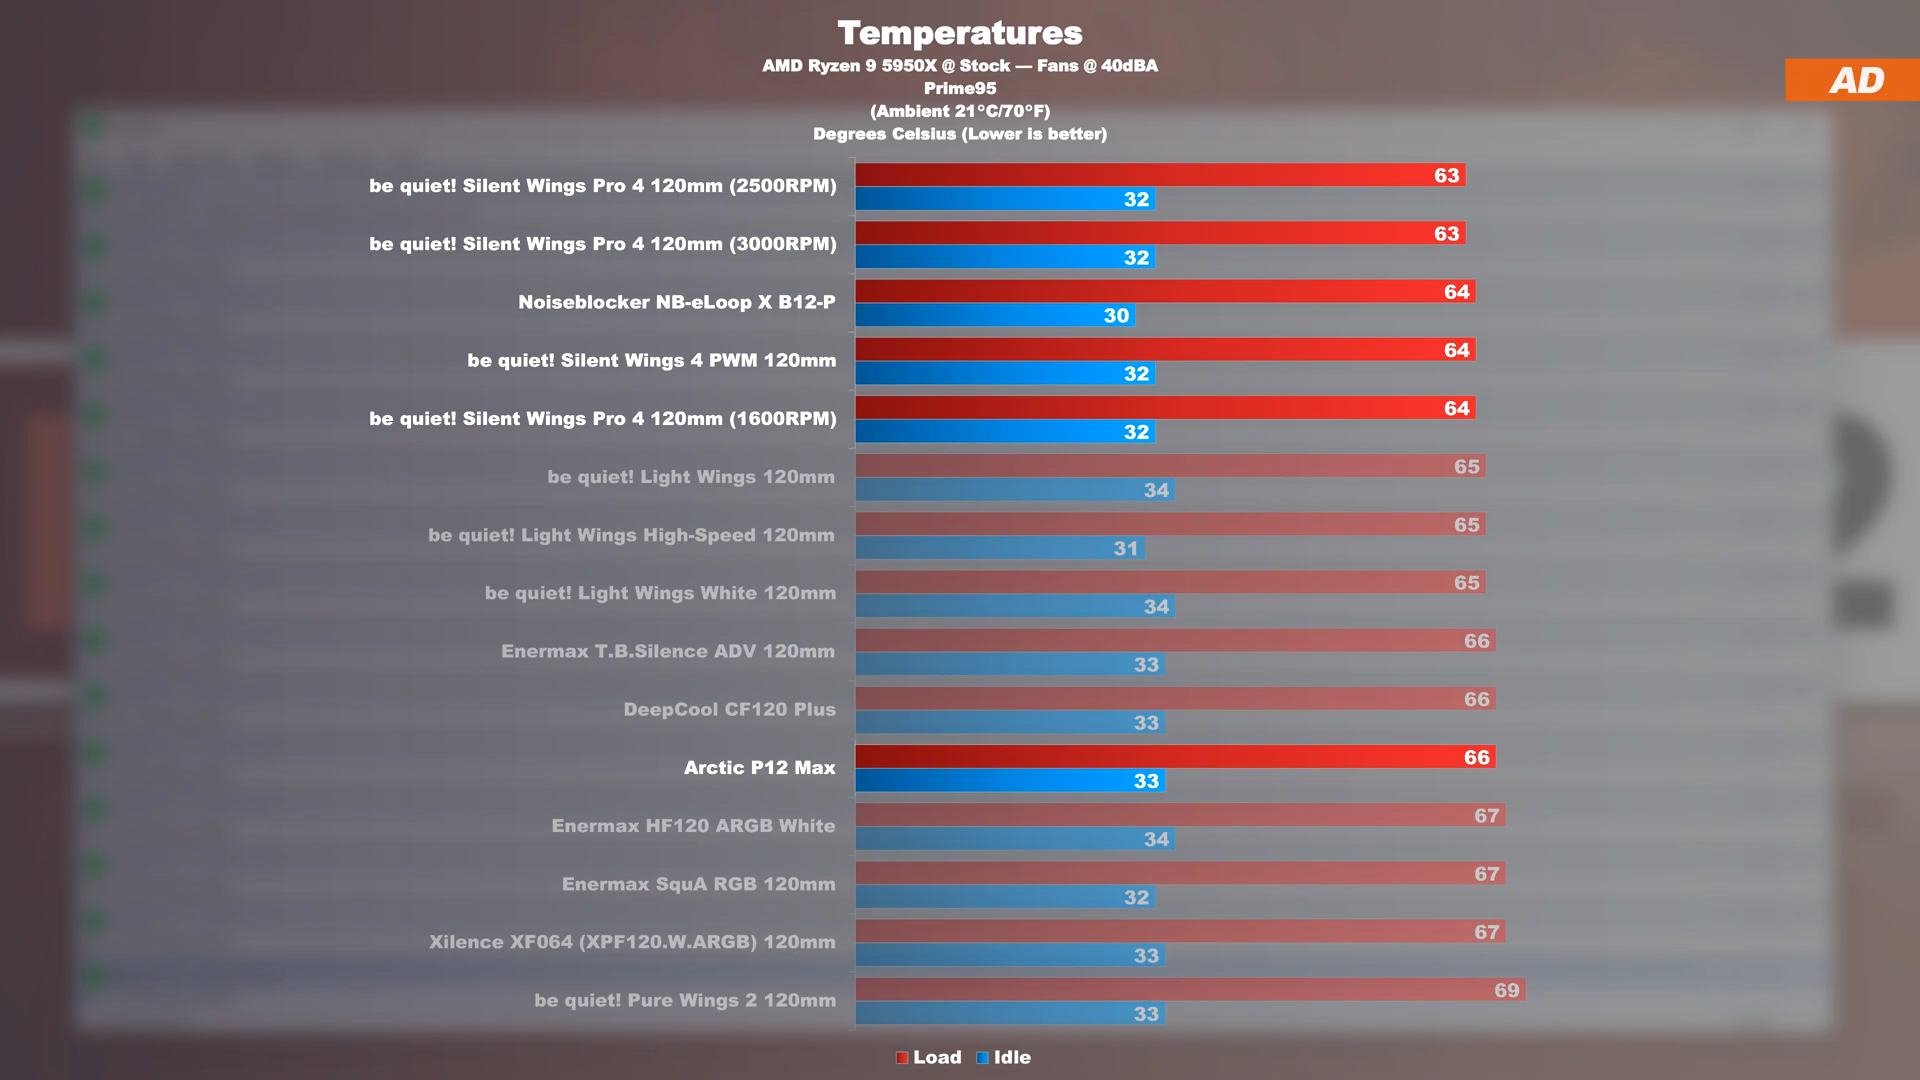 Temperatures
AMD Ryzen 9 5950X @ Stock — Fans @ 40dBA
AD
Prime95
(Ambient 21°C/70°F)
Degrees Celsius (Lower is better)
be quiet! Silent Wings Pro 4 120mm (2500RPM) 63 32
be quiet! Silent Wings Pro 4 120mm (3000RPM) 63 32
Noiseblocker NB-eLoop X B12-P 64 30
be quiet! Silent Wings 4 PWM 120mm 64 32
be quiet! Silent Wings Pro 4 120mm (1600RPM) 64 32
be quiet! Light Wings 120mm 65 34
be quiet! Light Wings High-Speed 120mm 65 31
be quiet! Light Wings White 120mm 65 34
Enermax T.B.Silence ADV 120mm 66 33
DeepCool CF120 Plus 66 33
Arctic P12 Max 66 33
Enermax HF120 ARGB White 67 34
Enermax SquA RGB 120mm 67 32
Xilence XF064 (XPF120.W.ARGB) 120mm 67 33
be quiet! Pure Wings 2 120mm 69 33
Load Idle